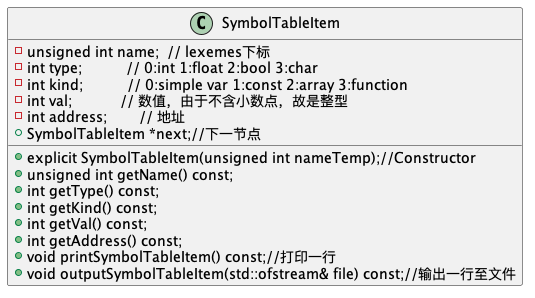 C SymbolTableItem
unsigned int name;  // lexemes下标
int type;           // 0:int 1:float 2:bool 3:char
int kind;           // 0:simple var 1:const 2:array 3:function
int val;            // 数值，由于不含小数点，故是整型
int address;        // 地址
SymbolTableItem *next;//下一节点
explicit SymbolTableItem(unsigned int nameTemp);//Constructor
unsigned int getName() const;
int getType() const;
int getKind() const;
int getVal() const;
int getAddress() const;
void printSymbolTableItem() const;//打印一行
void outputSymbolTableItem(std::ofstream& file) const;//输出一行至文件